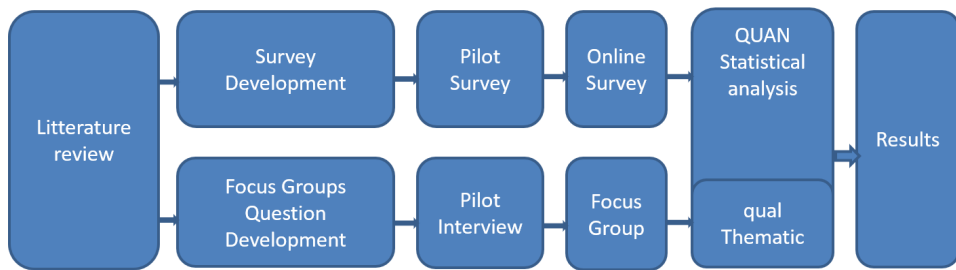 Litterature
review
Survey
Development
Pilot
Survey
Online
Survey
QUAN
Statistical
analysis
Focus Groups
Question
Development
Pilot
Interview
Focus
Group
qual
Thematic
Results